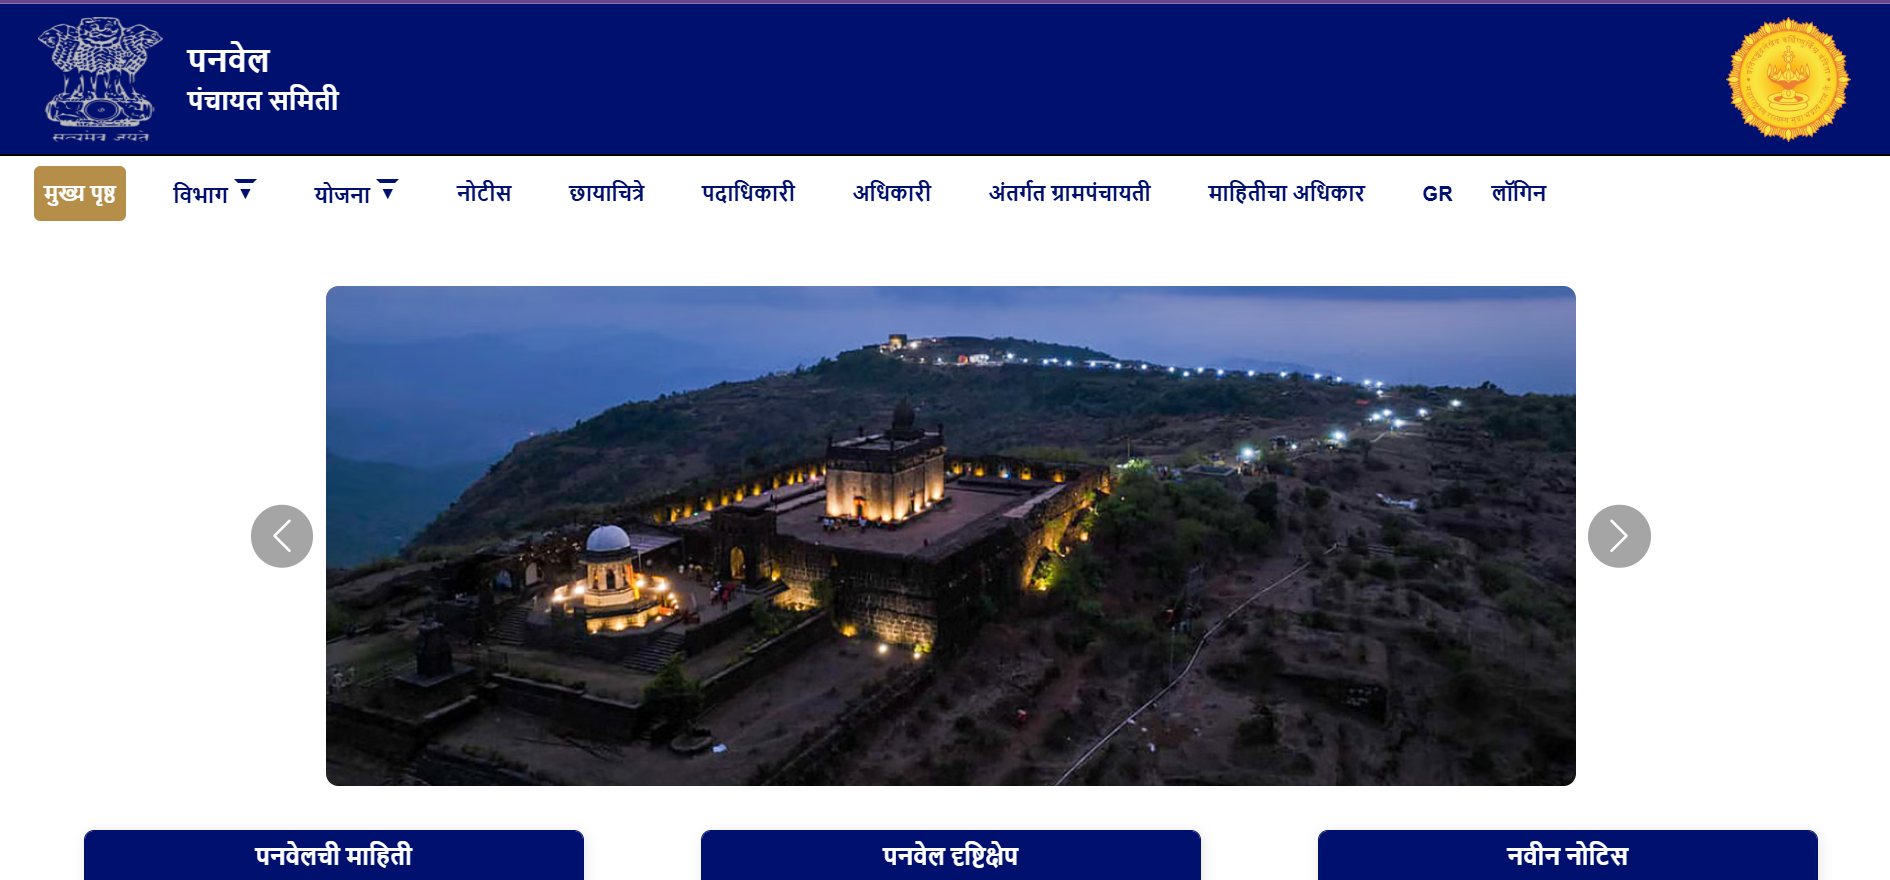 पनवेल
पंचायत समिती
सत्यमेव जयते
मुख्य पृष्ठ विभाग ▼ योजना ▼ नोटीस छायाचित्रे पदाधिकारी अधिकारी अंतर्गत ग्रामपंचायती माहितीचा अधिकार GR लॉगिन
पनवेलची माहिती पनवेल दृष्टिक्षेप नवीन नोटिस